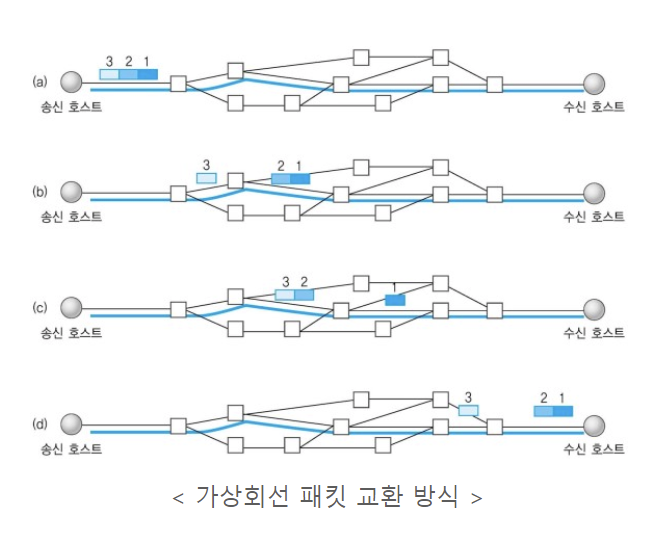 3 2 1
(a)
송신 호스트 수신 호스트
3 2 1
(b)
송신 호스트 수신 호스트
3 2 1
(c)
송신 호스트 수신 호스트
3 2 1
(d)
송신 호스트 수신 호스트
< 가상회선 패킷 교환 방식 >